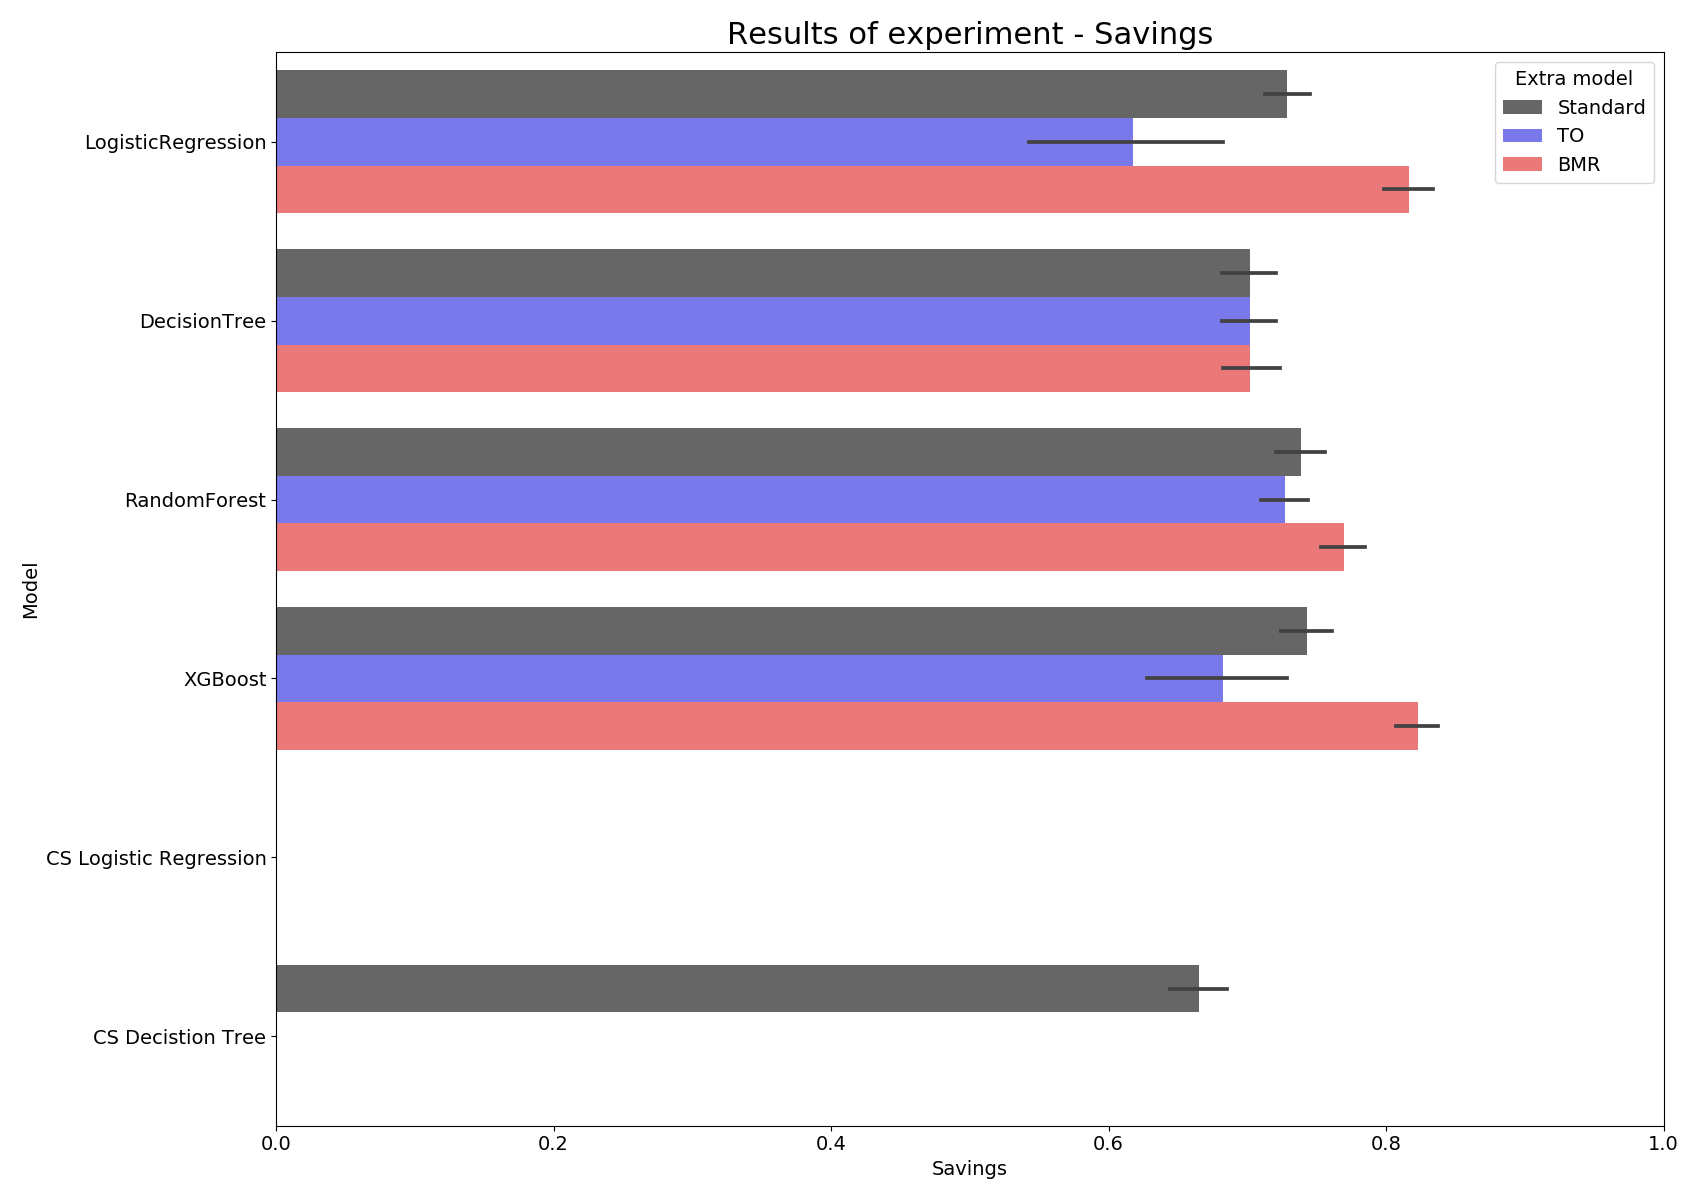 Results of experiment - Savings
Extra model
Standard
TO
BMR
LogisticRegression
DecisionTree
RandomForest
XGBoost
CS Logistic Regression
CS Decistion Tree
Model
0.0 0.2 0.4 0.6 0.8 1.0
Savings